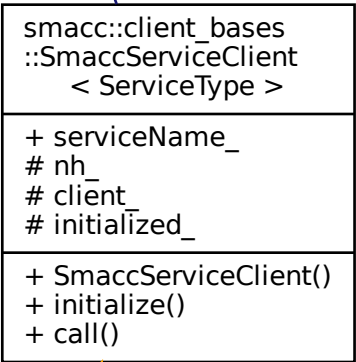 smacc::client_bases
::SmaccServiceClient
< ServiceType >
+ serviceName_
# nh_
# client_
# initialized_
+ SmaccServiceClient()
+ initialize()
+ call()